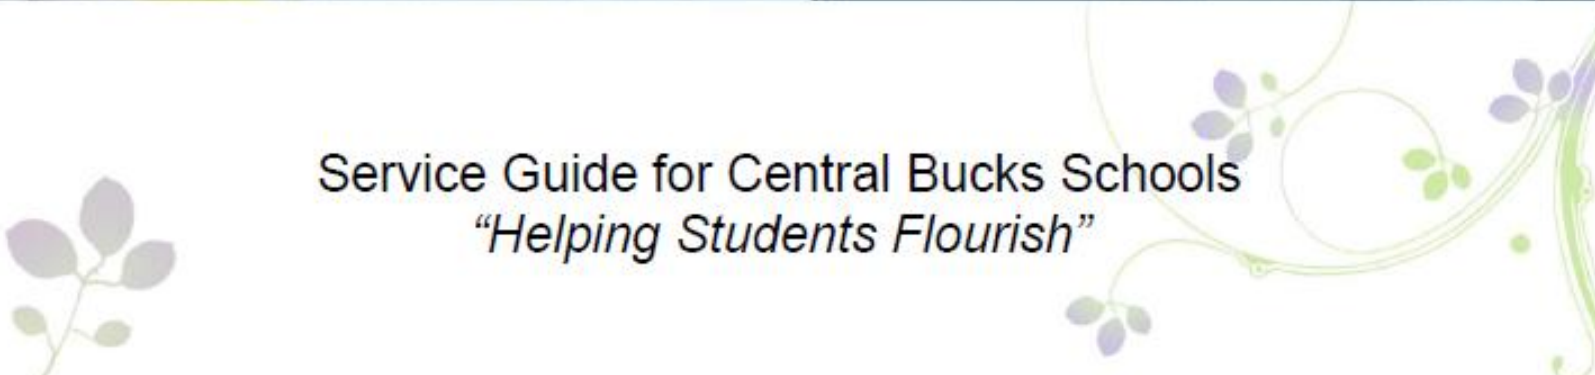 Service Guide for Central Bucks Schools
“Helping Students Flourish”